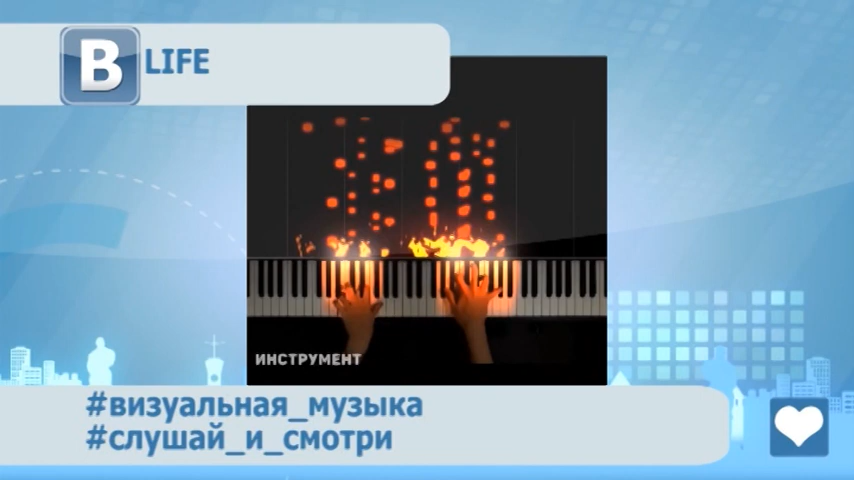 B LIFE
ИНСТРУМЕНТ
#визуальная_музыка
#слушай_и_смотри